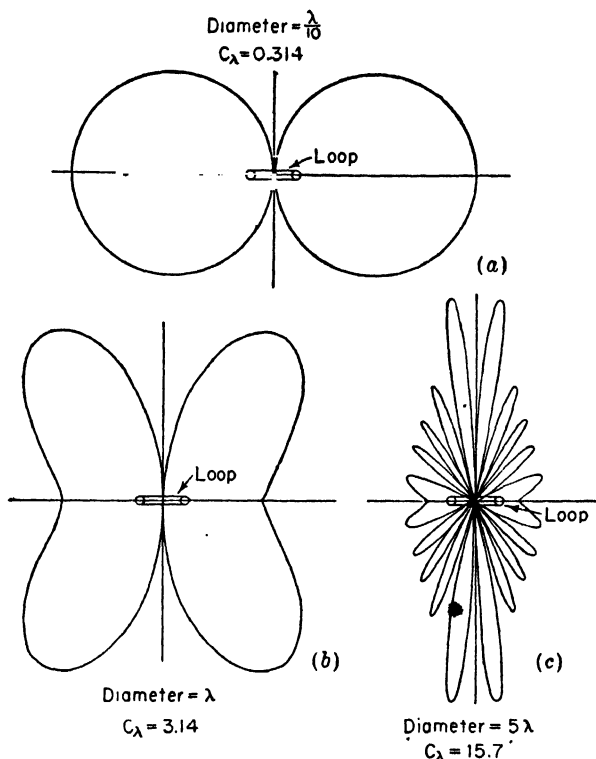 Diameter = λ/10
Cλ = 0.314
Loop
(a)
Loop
(b)
Diameter = λ
Cλ = 3.14
Loop
(c)
Diameter = 5λ
Cλ = 15.7